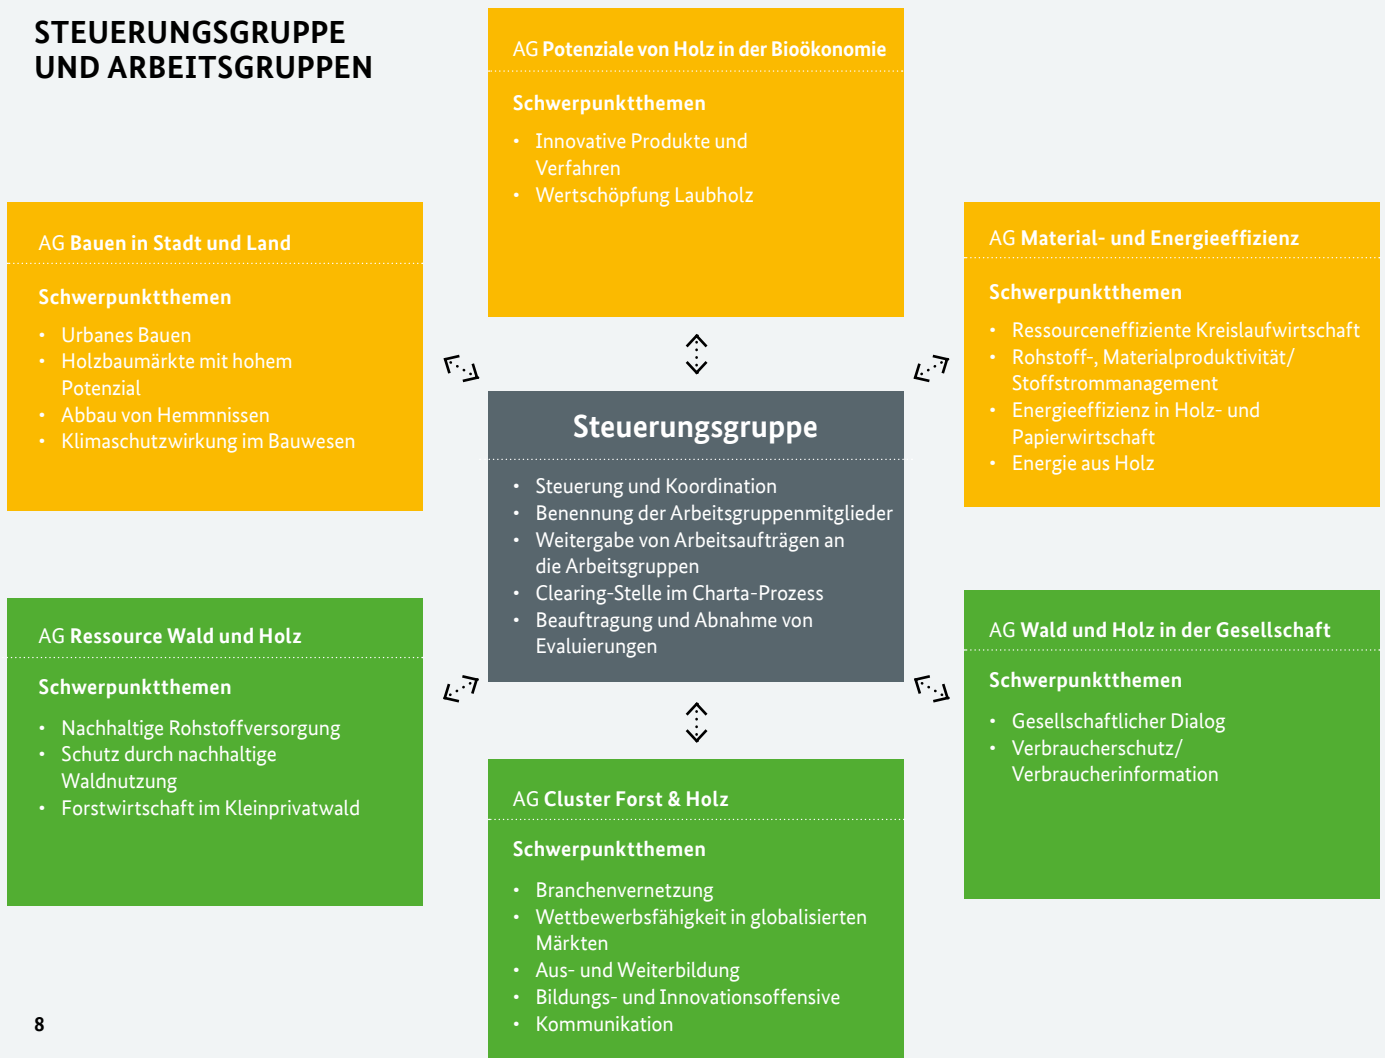 STEUERUNGSGRUPPE
UND ARBEITSGRUPPEN
AG Potenziale von Holz in der Bioökonomie
Schwerpunktthemen
• Innovative Produkte und
Verfahren
• Wertschöpfung Laubholz
AG Bauen in Stadt und Land
Schwerpunktthemen
• Urbanes Bauen
• Holzbaumärkte mit hohem
Potenzial
• Abbau von Hemmnissen
• Klimaschutzwirkung im Bauwesen
AG Material- und Energieeffizienz
Schwerpunktthemen
• Ressourceneffiziente Kreislaufwirtschaft
• Rohstoff-, Materialproduktivität/
Stoffstrommanagement
• Energieeffizienz in Holz- und
Papierwirtschaft
• Energie aus Holz
Steuerungsgruppe
• Steuerung und Koordination
• Benennung der Arbeitsgruppenmitglieder
• Weitergabe von Arbeitsaufträgen an
die Arbeitsgruppen
• Clearing-Stelle im Charta-Prozess
• Beauftragung und Abnahme von
Evaluierungen
AG Ressource Wald und Holz
Schwerpunktthemen
• Nachhaltige Rohstoffversorgung
• Schutz durch nachhaltige
Waldnutzung
• Forstwirtschaft im Kleinprivatwald
AG Wald und Holz in der Gesellschaft
Schwerpunktthemen
• Gesellschaftlicher Dialog
• Verbraucherschutz/
Verbraucherinformation
AG Cluster Forst & Holz
Schwerpunktthemen
• Branchenvernetzung
• Wettbewerbsfähigkeit in globalisierten
Märkten
• Aus- und Weiterbildung
• Bildungs- und Innovationsoffensive
• Kommunikation
8